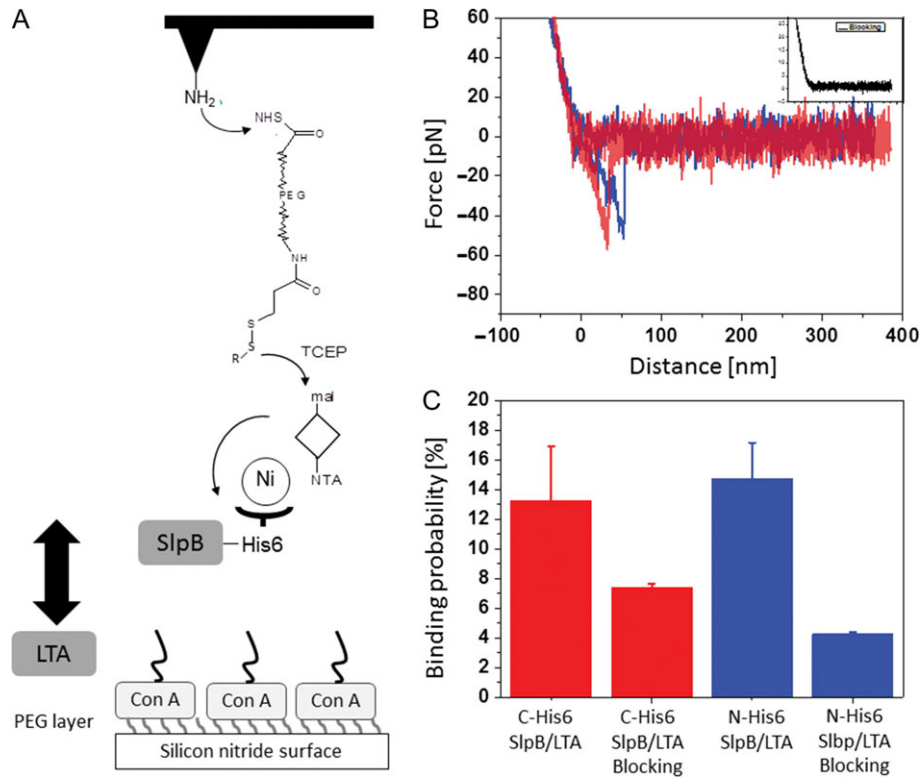 A
NH2
NHS
O
PEG
NH
O
S
S
R
TCEP
mal
NTA
Ni
SlpB
His6
LTA
Con A
Con A
Con A
PEG layer
Silicon nitride surface
B
Force [pN]
60
40
20
0
−20
−40
−60
−80
−100
0
100
200
300
400
Distance [nm]
Blooking
C
Binding probability [%]
20
18
16
14
12
10
8
6
4
2
0
C-His6
SlpB/LTA
C-His6
SlpB/LTA
Blocking
N-His6
SlpB/LTA
N-His6
Slbp/LTA
Blocking